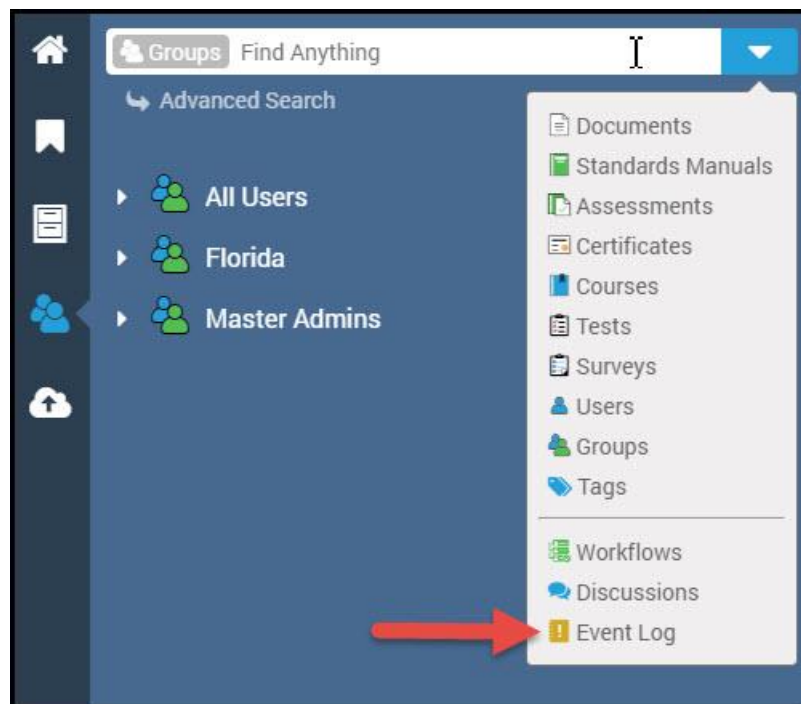 Groups Find Anything
Advanced Search
All Users
Florida
Master Admins
Documents
Standards Manuals
Assessments
Certificates
Courses
Tests
Surveys
Users
Groups
Tags
Workflows
Discussions
Event Log